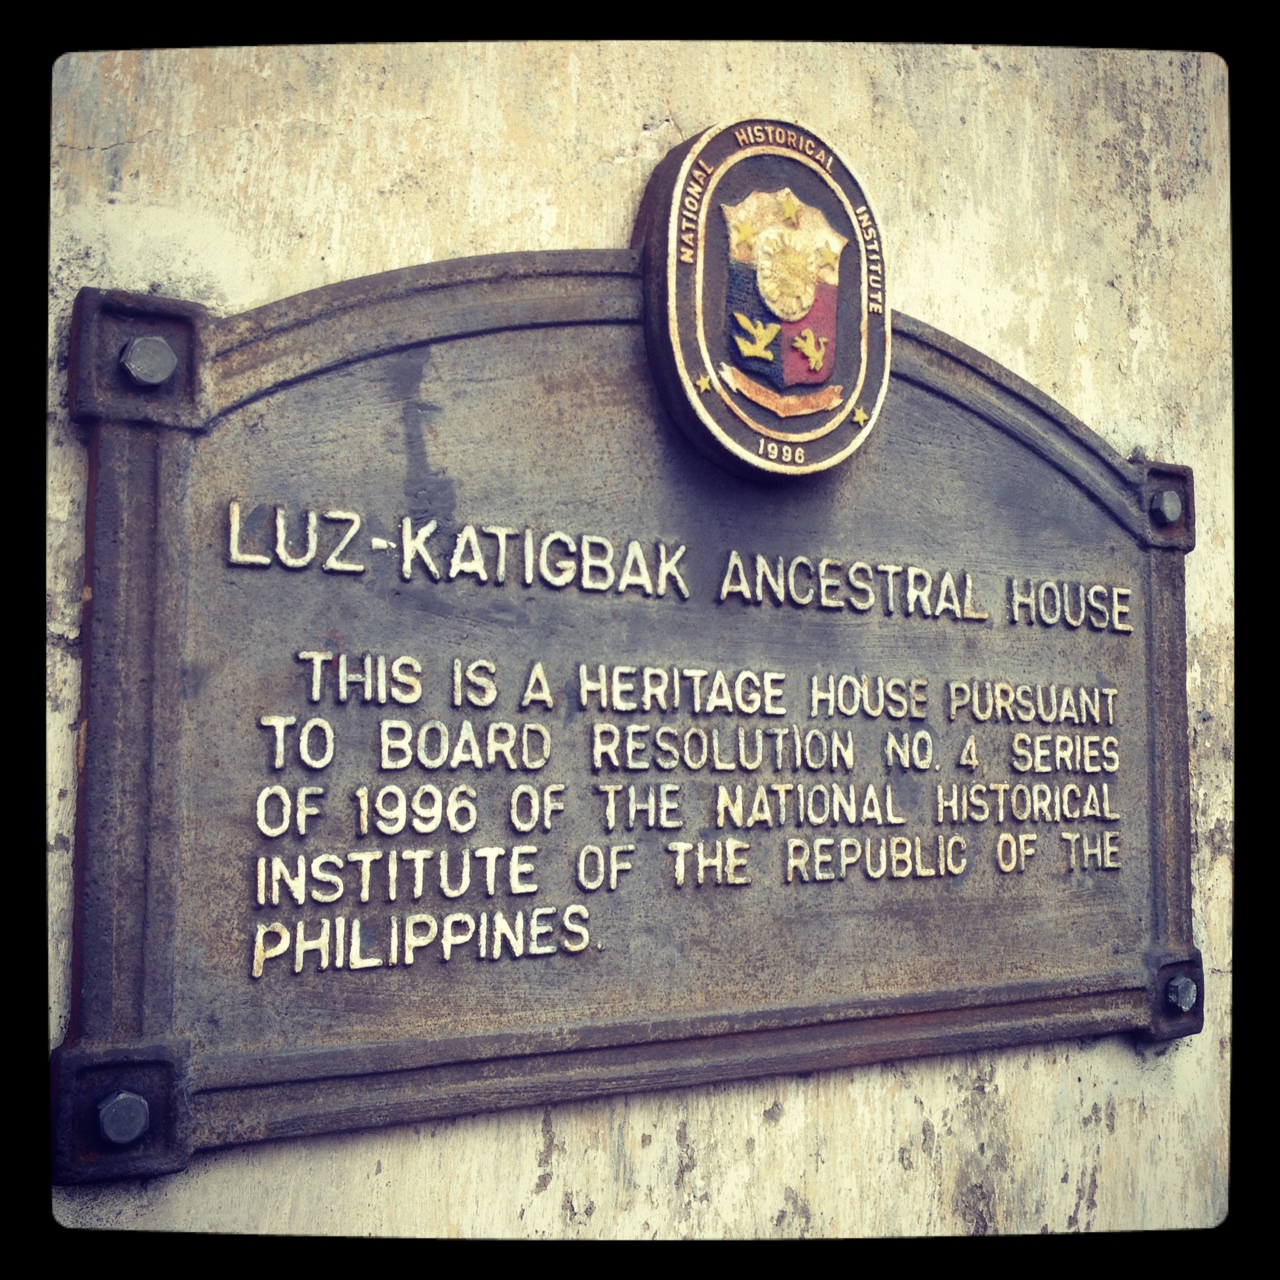 NATIONAL HISTORICAL INSTITUTE
1996
LUZ-KATIGBAK ANCESTRAL HOUSE
THIS IS A HERITAGE HOUSE PURSUANT
TO BOARD RESOLUTION NO. 4 SERIES
OF 1996 OF THE NATIONAL HISTORICAL
INSTITUTE OF THE REPUBLIC OF THE
PHILIPPINES.